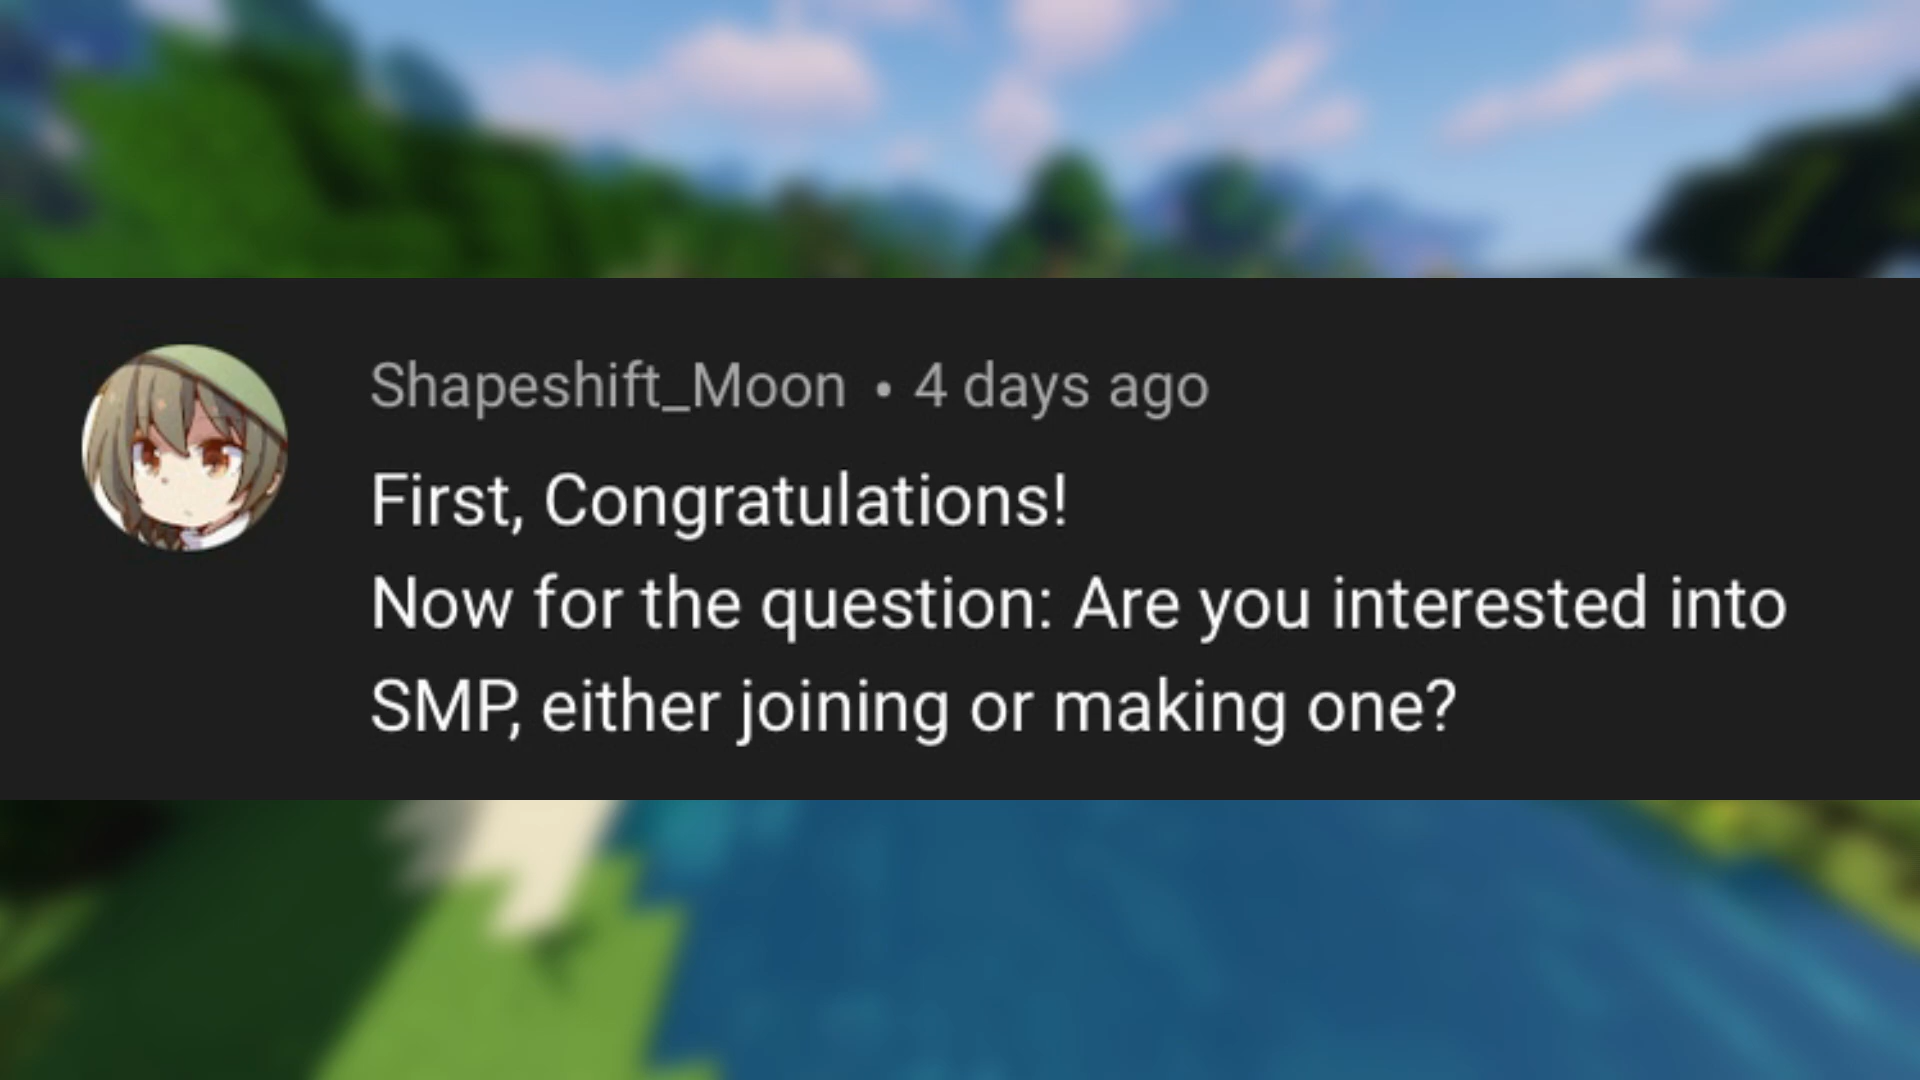 Shapeshift_Moon • 4 days ago
First, Congratulations!
Now for the question: Are you interested into
SMP, either joining or making one?